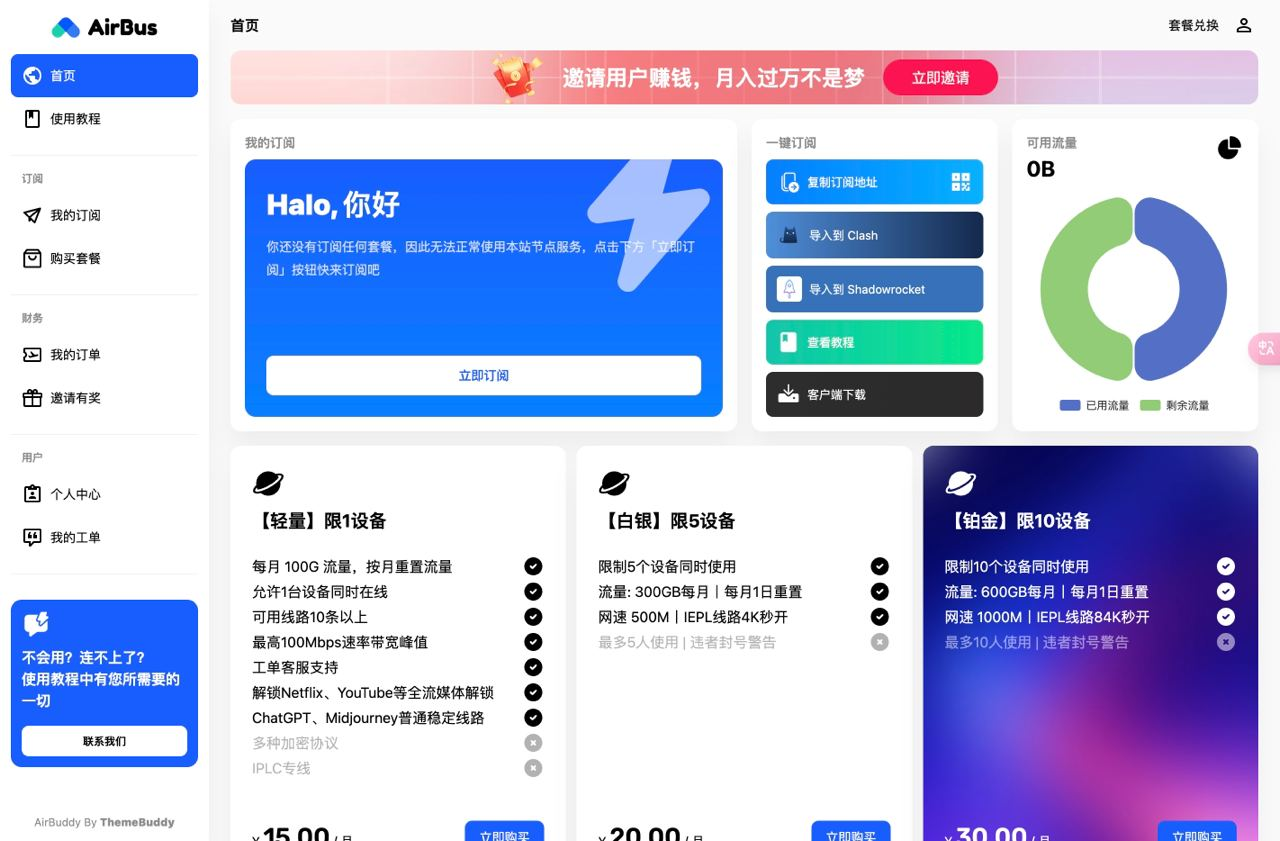 AirBus
首页
使用教程
订阅
我的订阅
购买套餐
财务
我的订单
邀请有奖
用户
个人中心
我的工单
不会用？连不上了？
使用教程中有您所需要的
一切
联系我们
AirBuddy By ThemeBuddy
首页
套餐兑换
邀请用户赚钱，月入过万不是梦
立即邀请
我的订阅
Halo, 你好
你还没有订阅任何套餐，因此无法正常使用本站节点服务，点击下方「立即订
阅」按钮快来订阅吧
立即订阅
一键订阅
复制订阅地址
导入到 Clash
导入到 Shadowrocket
查看教程
客户端下载
可用流量
0B
已用流量
剩余流量
【轻量】限1设备
每月 100G 流量，按月重置流量
允许1台设备同时在线
可用线路10条以上
最高100Mbps速率带宽峰值
工单客服支持
解锁Netflix、YouTube等全流媒体解锁
ChatGPT、Midjourney普通稳定线路
多种加密协议
IPLC专线
¥ 15.00 / 月
立即购买
【白银】限5设备
限制5个设备同时使用
流量: 300GB每月丨每月1日重置
网速 500M丨IEPL线路4K秒开
最多5人使用 | 违者封号警告
¥ 20.00 / 月
立即购买
【铂金】限10设备
限制10个设备同时使用
流量: 600GB每月丨每月1日重置
网速 1000M丨IEPL线路84K秒开
最多10人使用 | 违者封号警告
¥ 30.00 / 月
立即购买